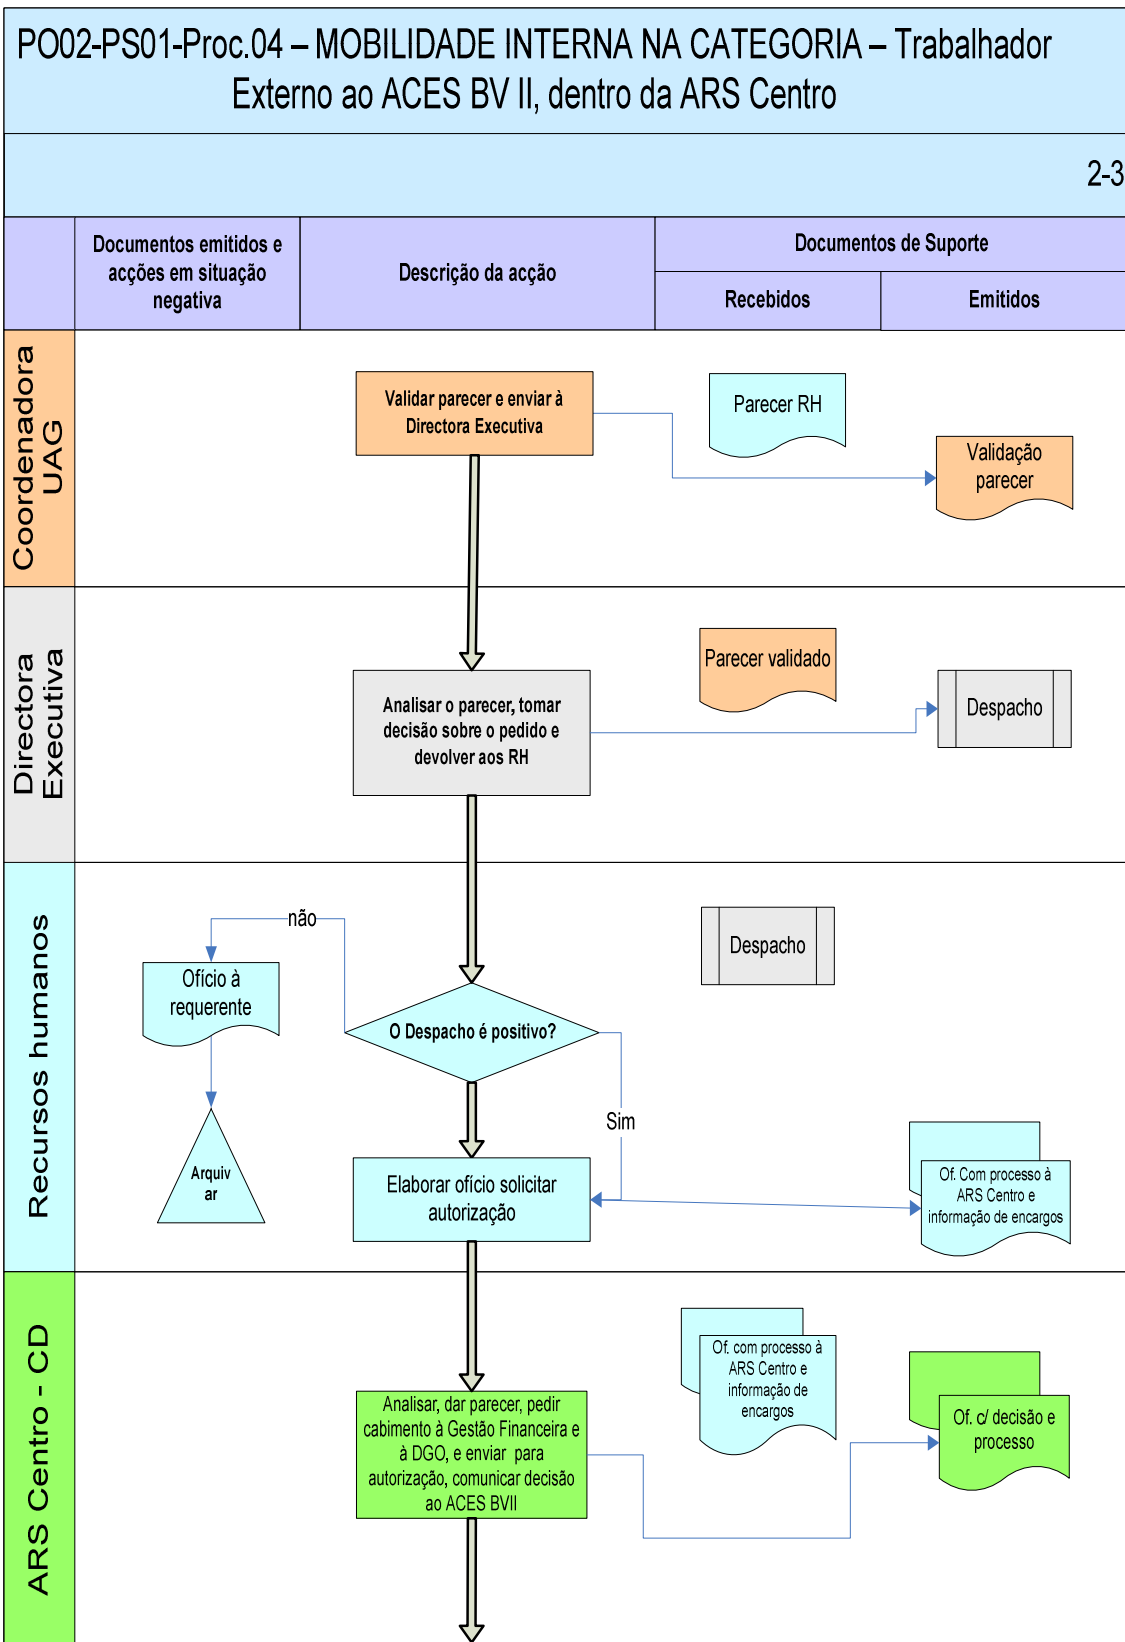 PO02-PS01-Proc.04 – MOBILIDADE INTERNA NA CATEGORIA – Trabalhador
Externo ao ACES BV II, dentro da ARS Centro
2-3
Documentos emitidos e
acções em situação
negativa
Descrição da acção
Documentos de Suporte
Recebidos
Emitidos
Coordenadora
UAG
Validar parecer e enviar à
Directora Executiva
Parecer RH
Validação
parecer
Directora
Executiva
Analisar o parecer, tomar
decisão sobre o pedido e
devolver aos RH
Parecer validado
Despacho
Recursos humanos
não
Ofício à
requerente
Arquiv
ar
O Despacho é positivo?
Sim
Despacho
Elaborar ofício solicitar
autorização
Of. Com processo à
ARS Centro e
informação de encargos
ARS Centro - CD
Analisar, dar parecer, pedir
cabimento à Gestão Financeira e
à DGO, e enviar para
autorização, comunicar decisão
ao ACES BVII
Of. com processo à
ARS Centro e
informação de
encargos
Of. c/ decisão e
processo